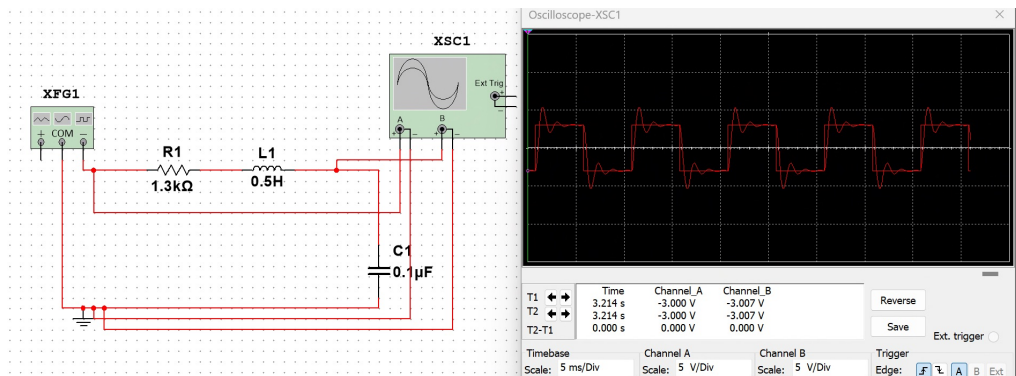 XFG1
COM
R1
1.3kΩ
L1
0.5H
C1
0.1μF
XSC1
Ext Trig
A
B
Oscilloscope-XSC1
Time Channel_A Channel_B
T1 3.214 s -3.000 V -3.007 V
T2 3.214 s -3.000 V -3.007 V
T2-T1 0.000 s 0.000 V 0.000 V
Reverse
Save
Ext. trigger
Timebase Channel A Channel B Trigger
Scale: 5 ms/Div Scale: 5 V/Div Scale: 5 V/Div Edge: A B Ext